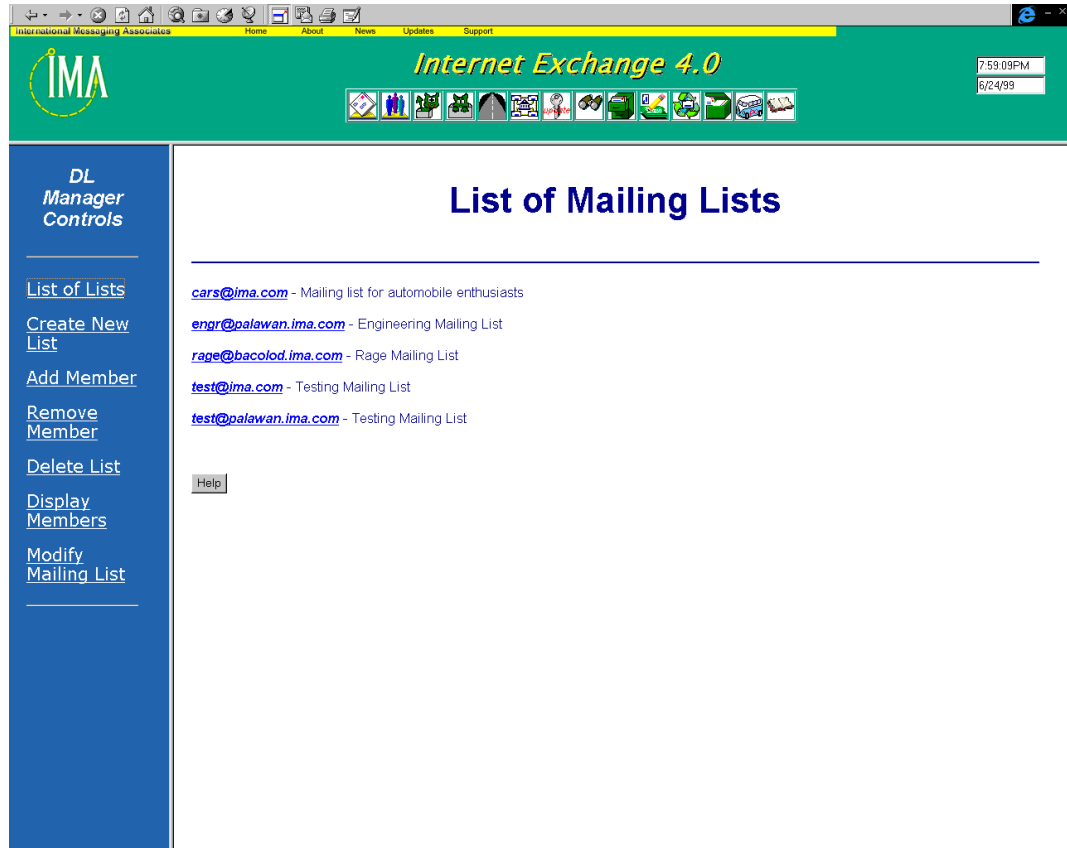 International Messaging Associates Home About News Updates Support
IMA
Internet Exchange 4.0
7:59:09PM
6/24/99
update
DL
Manager
Controls
List of Mailing Lists
List of Lists
Create New
List
Add Member
Remove
Member
Delete List
Display
Members
Modify
Mailing List
cars@ima.com - Mailing list for automobile enthusiasts
engr@palawan.ima.com - Engineering Mailing List
rage@bacolod.ima.com - Rage Mailing List
test@ima.com - Testing Mailing List
test@palawan.ima.com - Testing Mailing List
Help